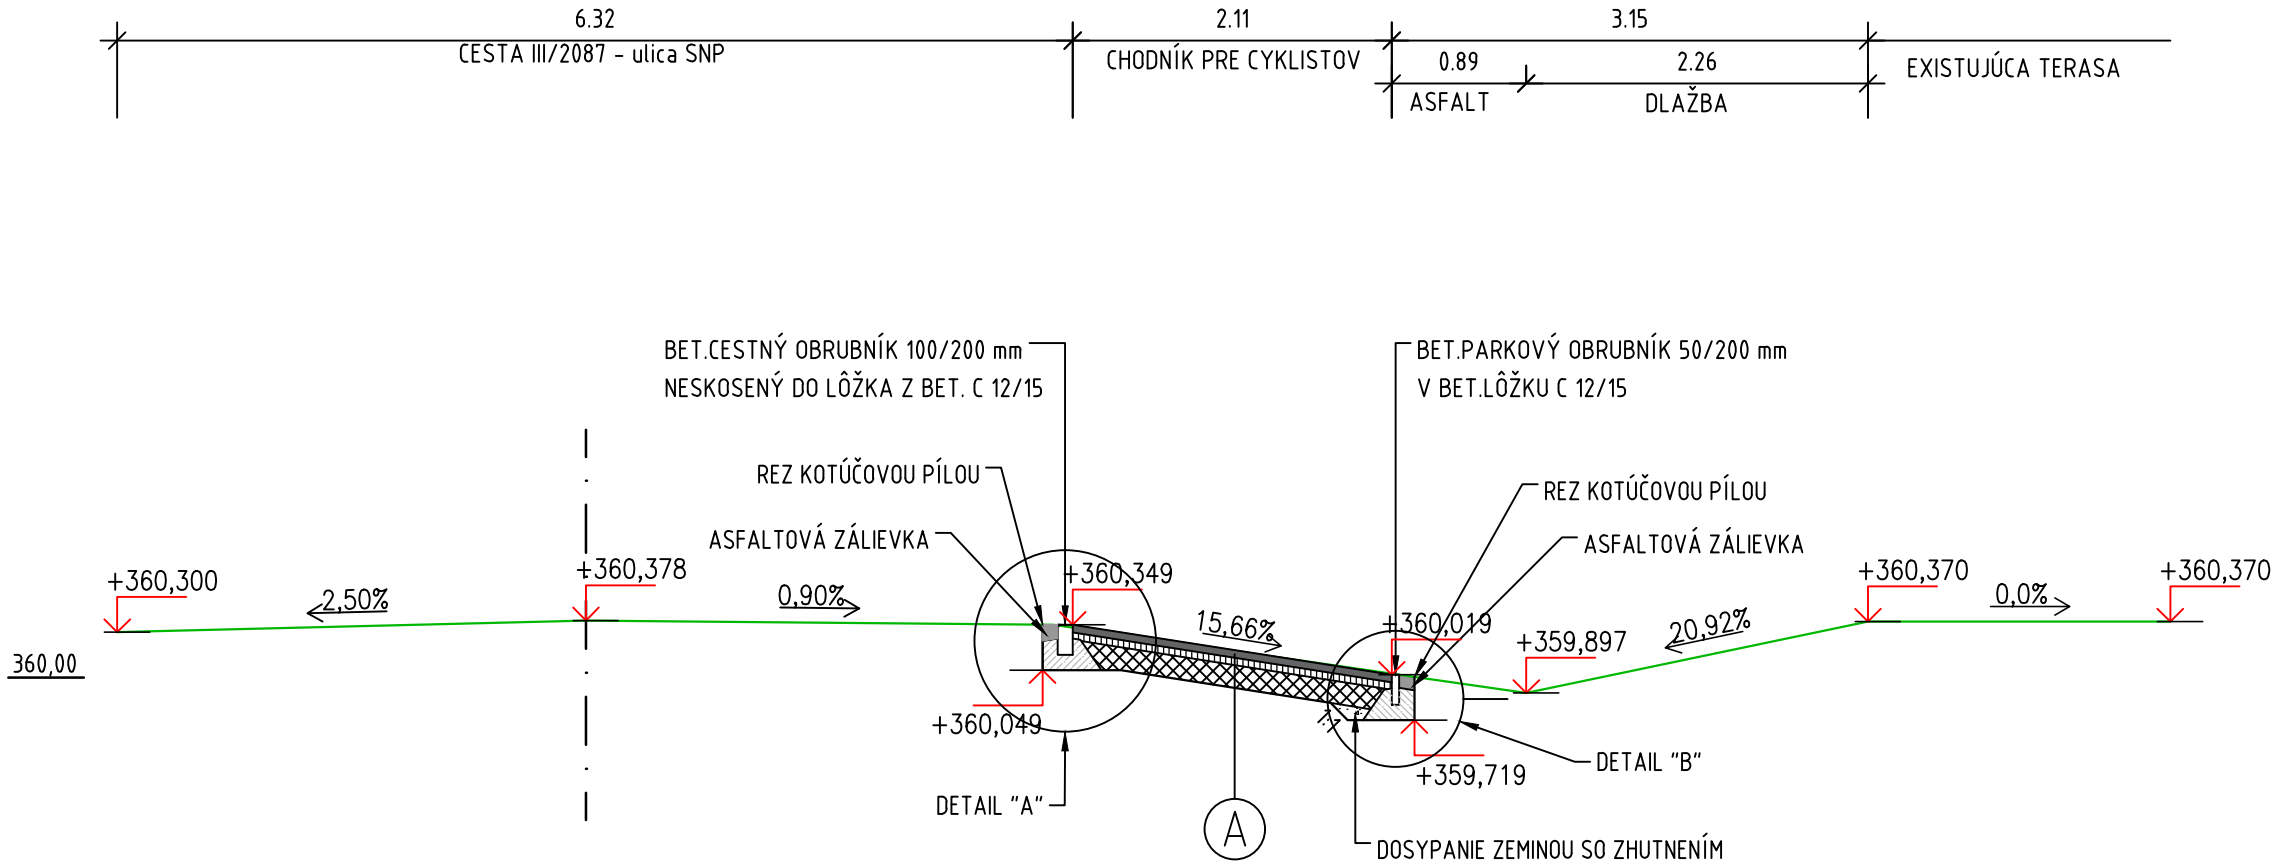 6.32
2.11
3.15
CESTA III/2087 - ulica SNP
CHODNÍK PRE CYKLISTOV
0.89
2.26
EXISTUJÚCA TERASA
ASFALT
DLAŽBA
BET.CESTNÝ OBRUBNÍK 100/200 mm
NESKOSENÝ DO LÔŽKA Z BET. C 12/15
BET.PARKOVÝ OBRUBNÍK 50/200 mm
V BET.LÔŽKU C 12/15
REZ KOTÚČOVOU PÍLOU
REZ KOTÚČOVOU PÍLOU
ASFALTOVÁ ZÁLIEVKA
ASFALTOVÁ ZÁLIEVKA
+360,300
+360,378
+360,349
+360,370
+360,370
2,50%
0,90%
15,66%
+360,019
+359,897
20,92%
0,0%
360,00
+360,049
+359,719
1:1
DETAIL "A"
DETAIL "B"
A
DOSYPANIE ZEMINOU SO ZHUTNENÍM